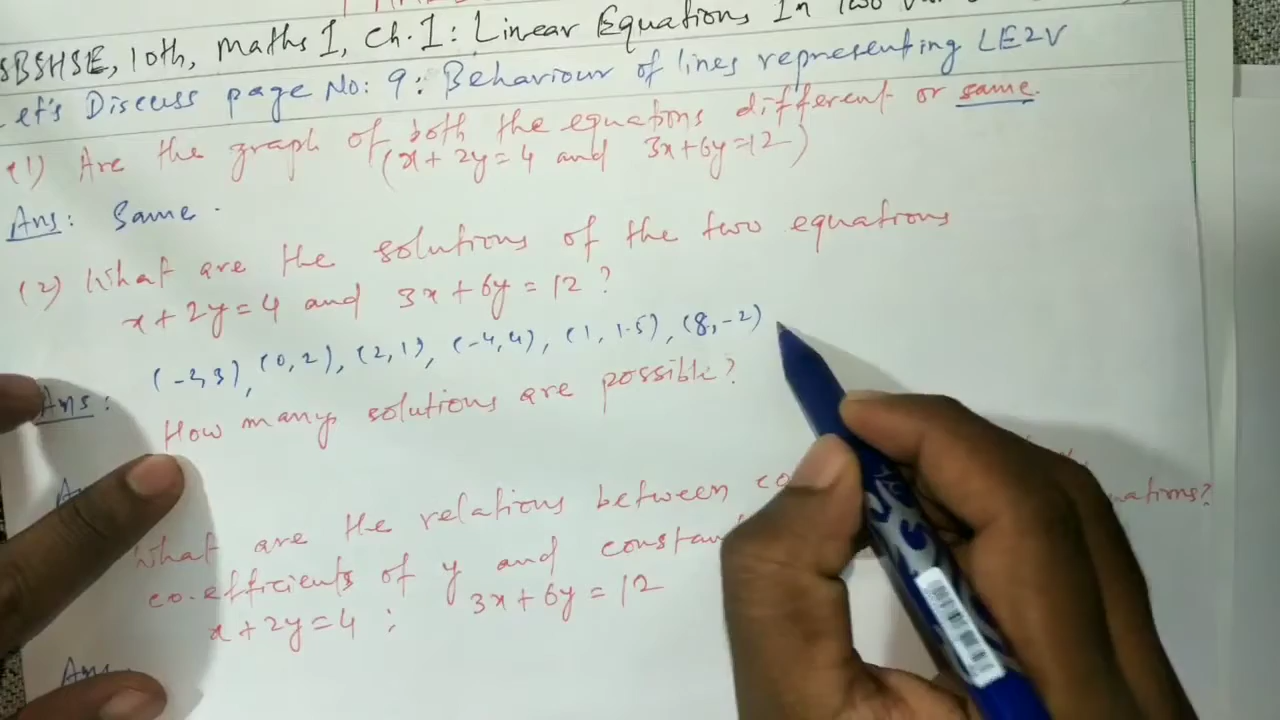 SBSHSE, 10th, Maths I, Ch. I: Linear Equations In Two
Let's Discuss page No: 9: Behaviour of lines representing LE2V
(1) Are the graph of both the equations different or same.
(x + 2y = 4 and 3x + 6y = 12)
Ans: Same.
(2) What are the solutions of the two equations
x + 2y = 4 and 3x + 6y = 12?
Ans: (-2,3), (0,2), (2,1), (-4,4), (1, 1.5), (8,-2)
How many solutions are possible?
What are the relations between
co.efficients of y and
x + 2y = 4 ; 3x + 6y = 12
Ans